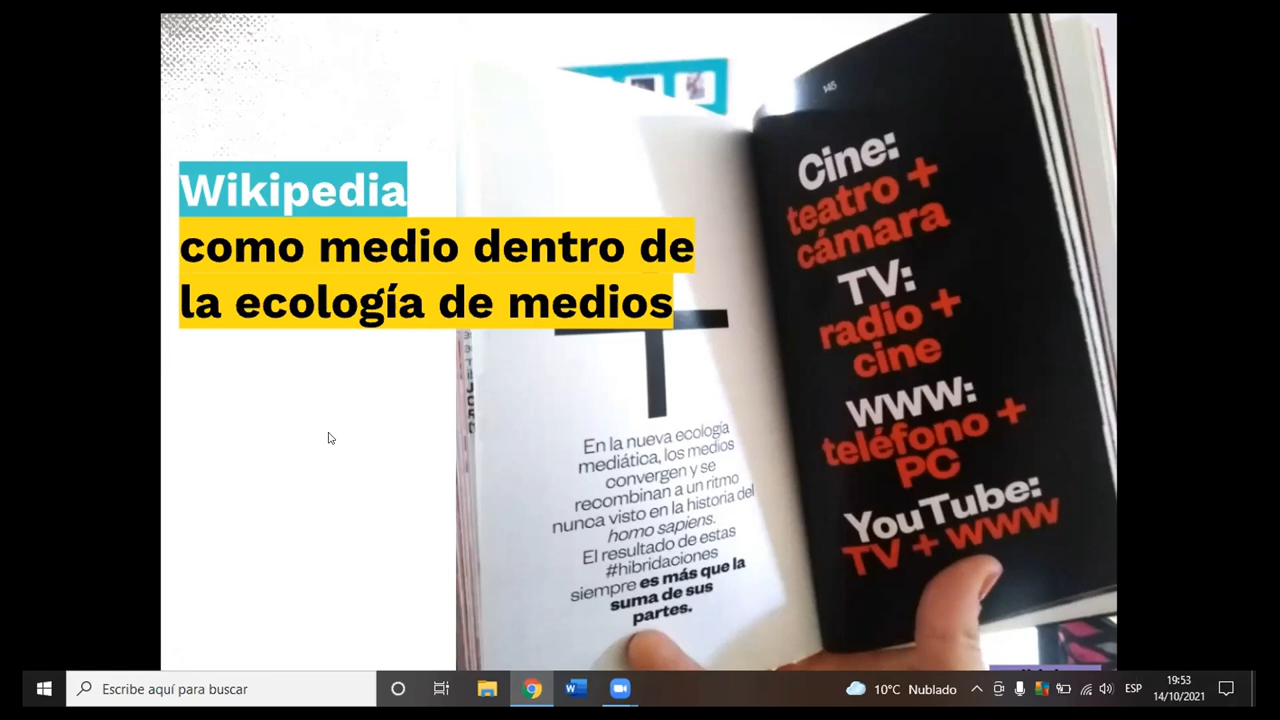 Wikipedia
como medio dentro de
la ecología de medios
En la nueva ecología
mediática, los medios
convergen y se
recombinan a un ritmo
nunca visto en la historia del
homo sapiens.
El resultado de estas
#hibridaciones
siempre es más que la
suma de sus
partes.
145
Cine:
teatro +
cámara
TV:
radio +
cine
WWW:
teléfono +
PC
YouTube:
TV + WWW
Escribe aquí para buscar
10°C Nublado
ESP
19:53
14/10/2021